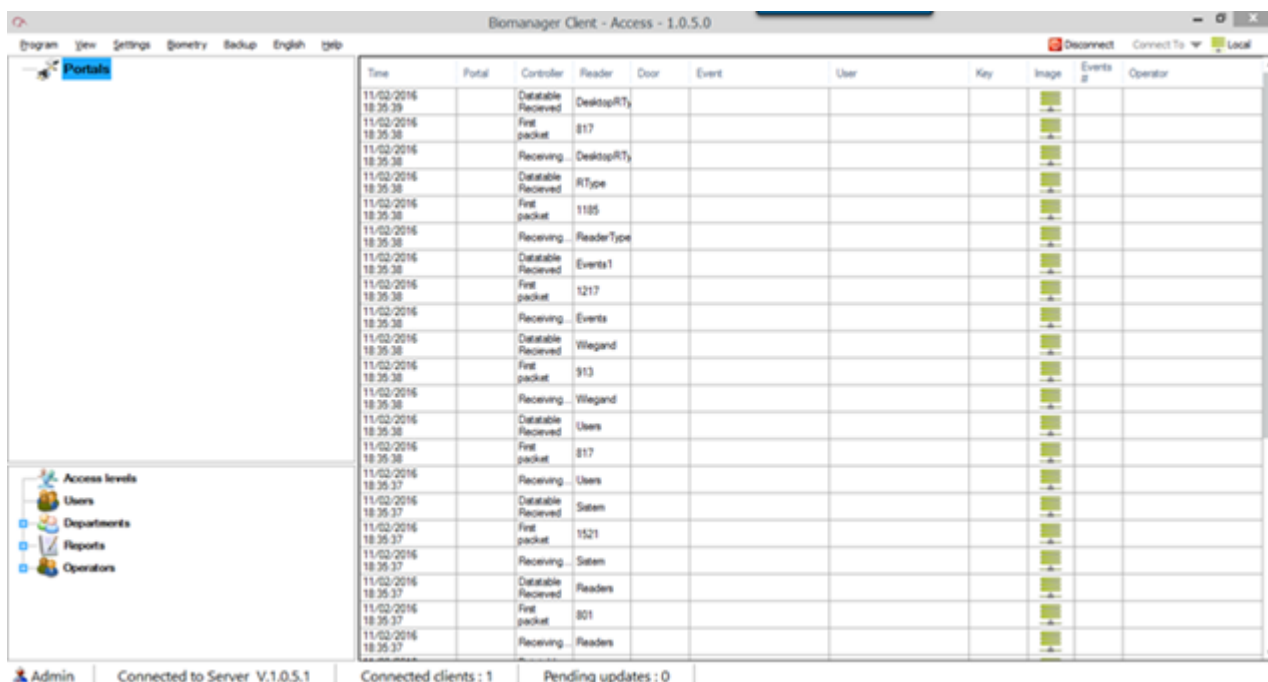 Biomanager Client - Access - 1.0.5.0
Program View Settings Biometry Backup English Help Disconnect Connect To Local
Portals
Time Portal Controller Reader Door Event User Key Image Events # Operator
11/02/2016 18:35:39 Datatable Recieved DesktopRTy
11/02/2016 18:35:38 First packet 817
11/02/2016 18:35:38 Receiving... DesktopRTy
11/02/2016 18:35:38 Datatable Recieved RType
11/02/2016 18:35:38 First packet 1185
11/02/2016 18:35:38 Receiving... ReaderType
11/02/2016 18:35:38 Datatable Recieved Events1
11/02/2016 18:35:38 First packet 1217
11/02/2016 18:35:38 Receiving... Events
11/02/2016 18:35:38 Datatable Recieved Wiegand
11/02/2016 18:35:38 First packet 913
11/02/2016 18:35:38 Receiving... Wiegand
11/02/2016 18:35:38 Datatable Recieved Users
11/02/2016 18:35:38 First packet 817
11/02/2016 18:35:37 Receiving... Users
11/02/2016 18:35:37 Datatable Recieved Sistem
11/02/2016 18:35:37 First packet 1521
11/02/2016 18:35:37 Receiving... Sistem
11/02/2016 18:35:37 Datatable Recieved Readers
11/02/2016 18:35:37 First packet 801
11/02/2016 18:35:37 Receiving... Readers
Access levels
Users
Departments
Reports
Operators
Admin Connected to Server V.1.0.5.1 Connected clients : 1 Pending updates : 0